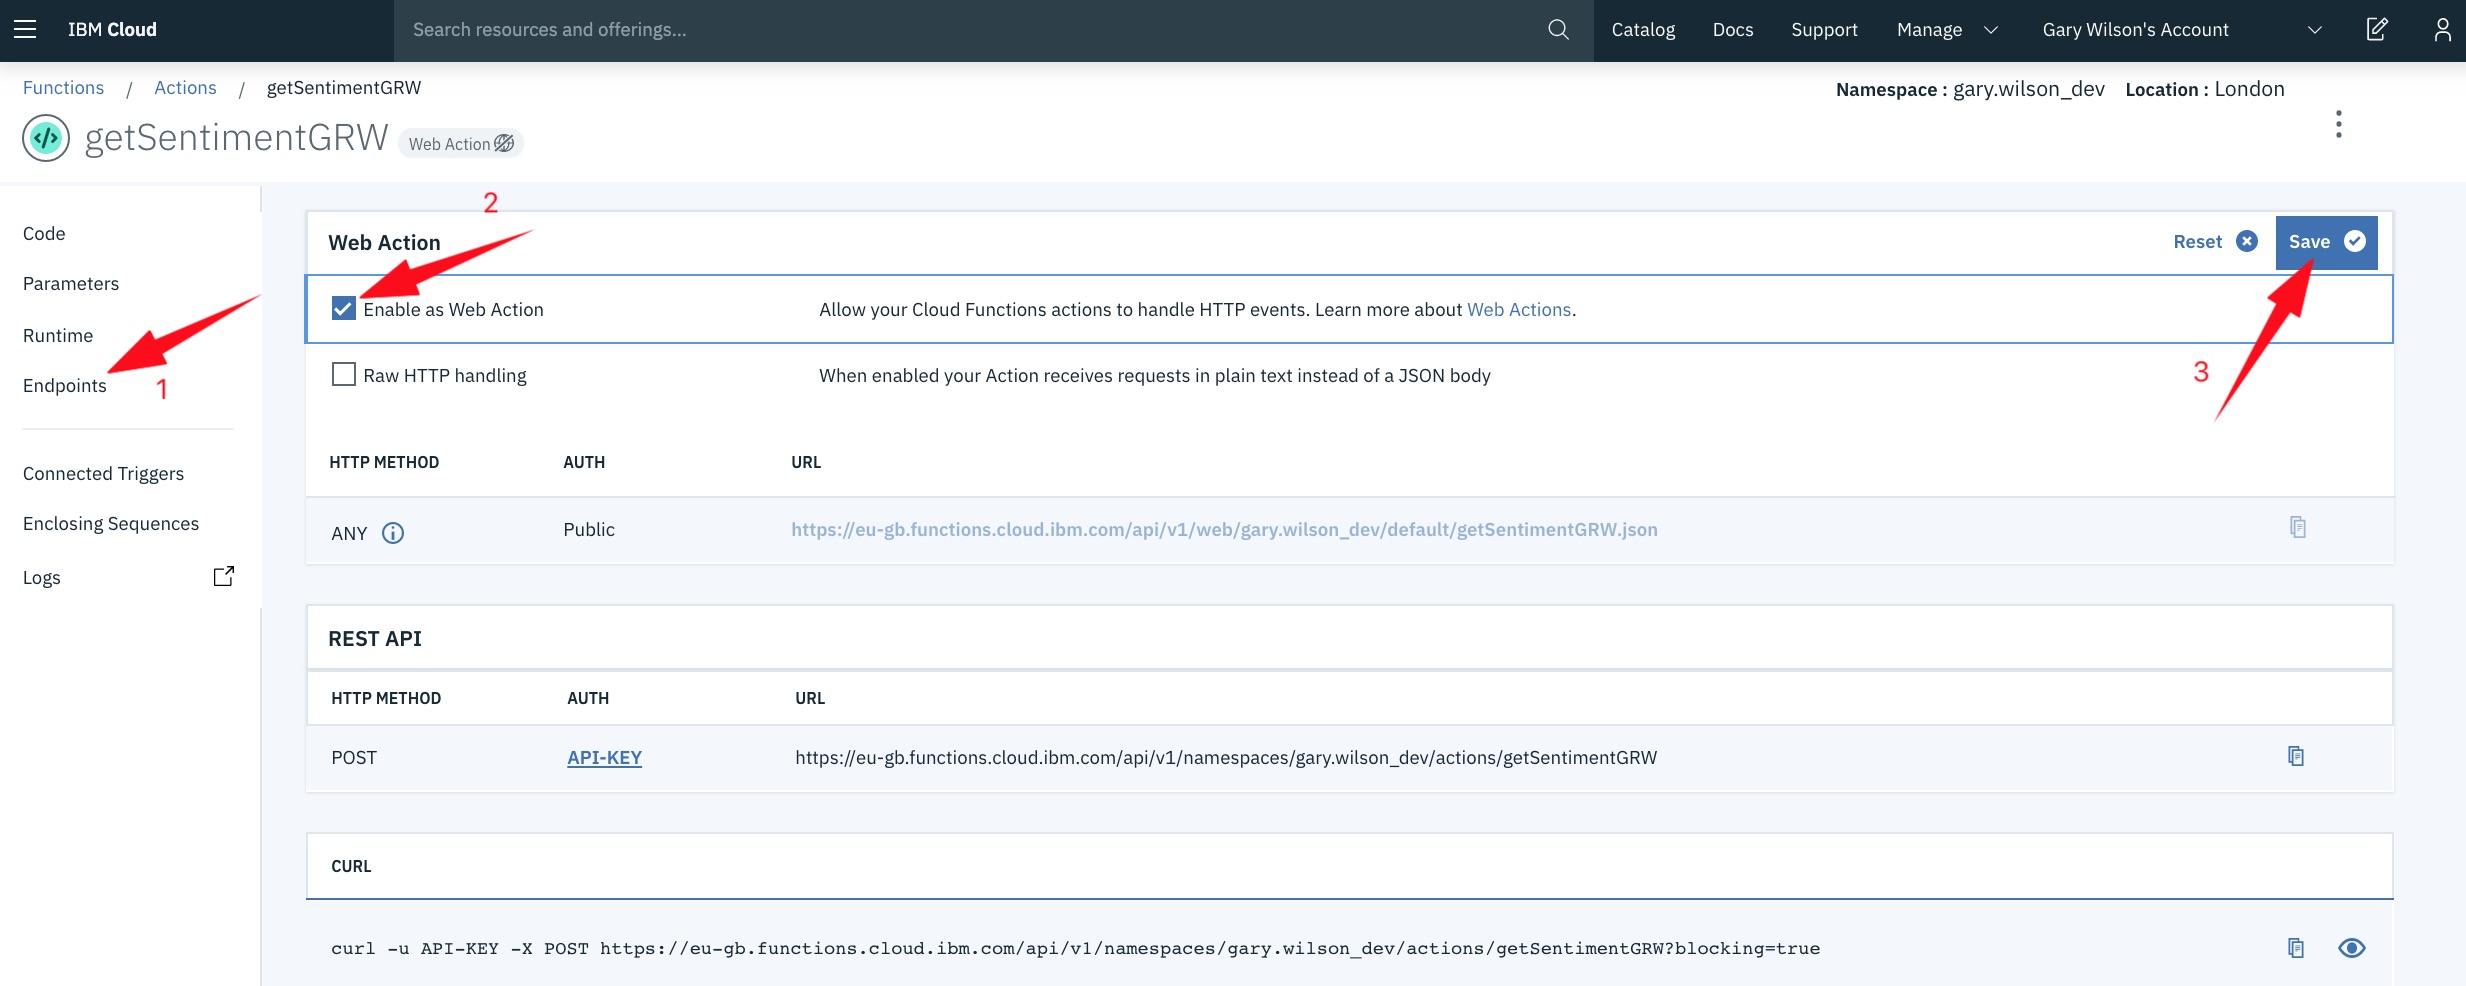 IBM Cloud
Search resources and offerings...
Catalog
Docs
Support
Manage
Gary Wilson's Account
Functions / Actions / getSentimentGRW
Namespace : gary.wilson_dev Location : London
getSentimentGRW
Web Action
Code
Parameters
Runtime
Endpoints
Connected Triggers
Enclosing Sequences
Logs
1
2
3
Web Action
Reset
Save
Enable as Web Action
Allow your Cloud Functions actions to handle HTTP events. Learn more about Web Actions.
Raw HTTP handling
When enabled your Action receives requests in plain text instead of a JSON body
HTTP METHOD AUTH URL
ANY Public https://eu-gb.functions.cloud.ibm.com/api/v1/web/gary.wilson_dev/default/getSentimentGRW.json
REST API
HTTP METHOD AUTH URL
POST API-KEY https://eu-gb.functions.cloud.ibm.com/api/v1/namespaces/gary.wilson_dev/actions/getSentimentGRW
CURL
curl -u API-KEY -X POST https://eu-gb.functions.cloud.ibm.com/api/v1/namespaces/gary.wilson_dev/actions/getSentimentGRW?blocking=true